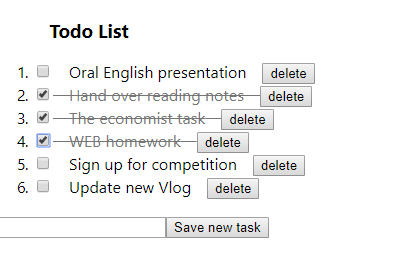 Todo List
1. Oral English presentation delete
2. Hand over reading notes delete
3. The economist task delete
4. WEB homework delete
5. Sign up for competition delete
6. Update new Vlog delete
Save new task